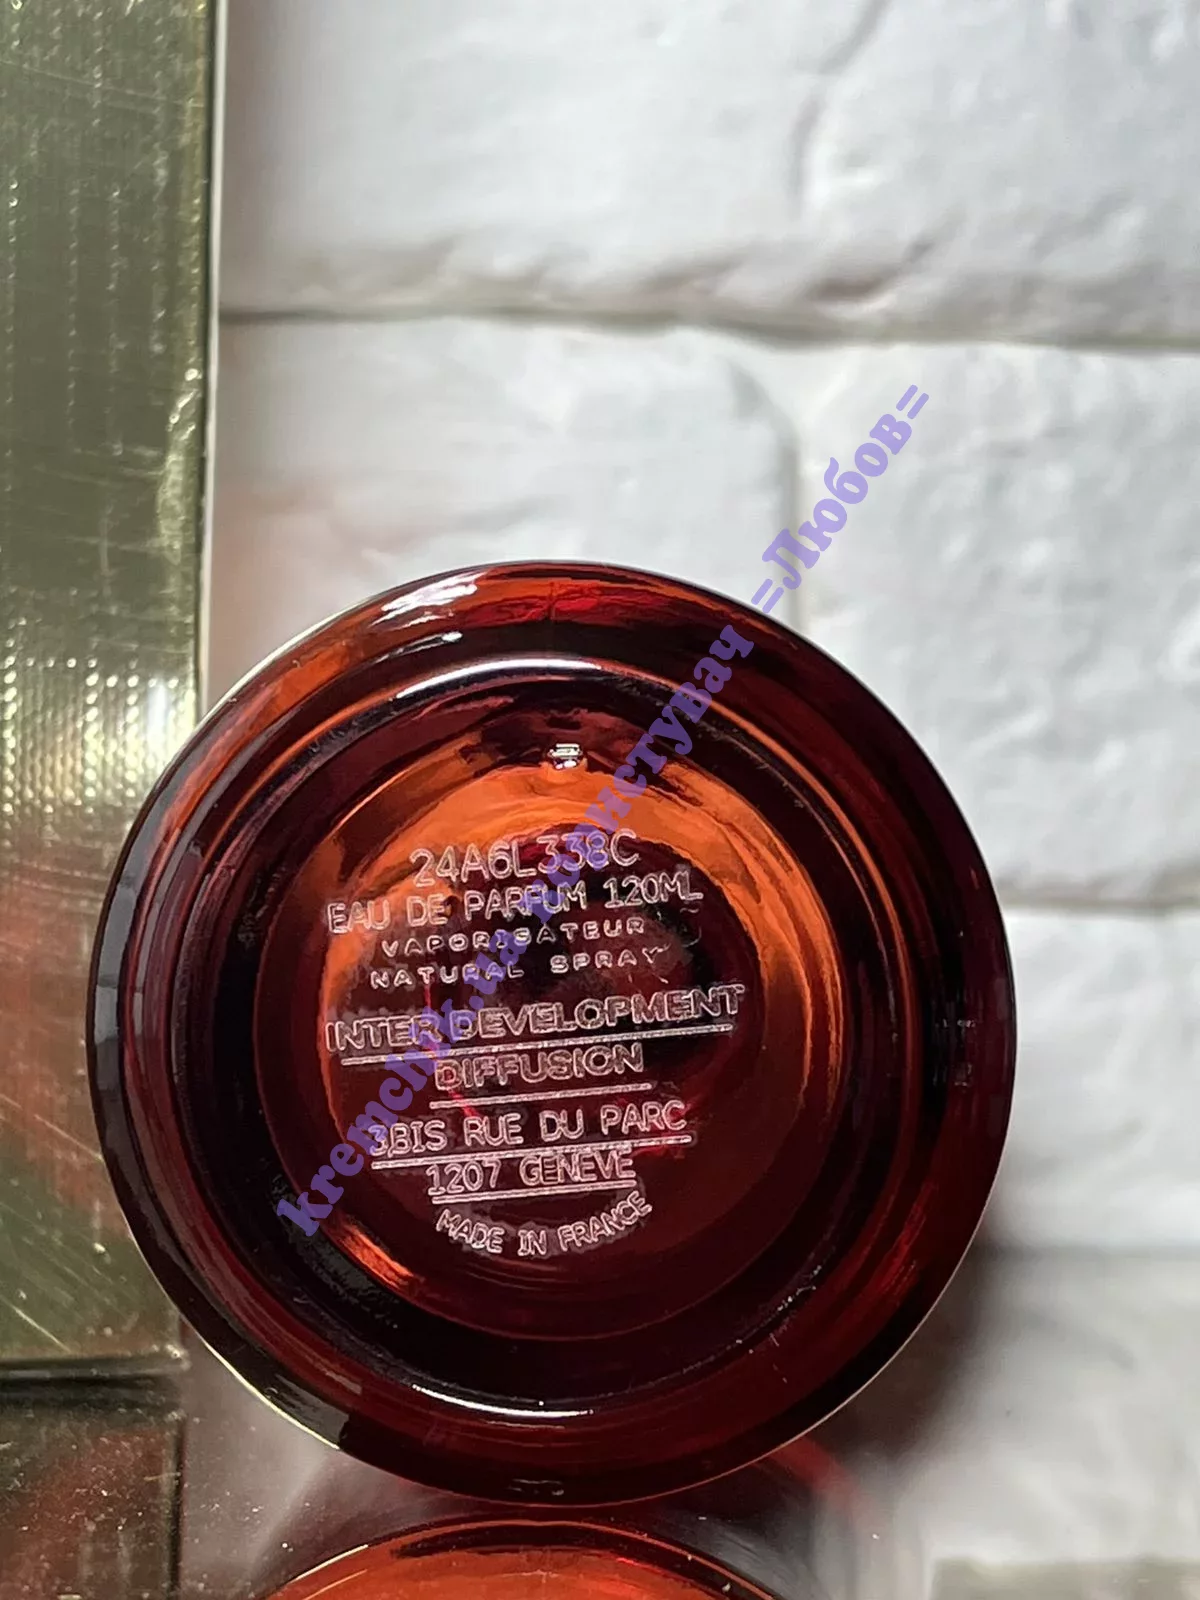 24A6L338C
EAU DE PARFUM 120ML
VAPORISATEUR
NATURAL SPRAY
INTER DEVELOPMENT
DIFFUSION
3BIS RUE DU PARC
1207 GENEVE
MADE IN FRANCE
kremchik.ua користувач =Любов=